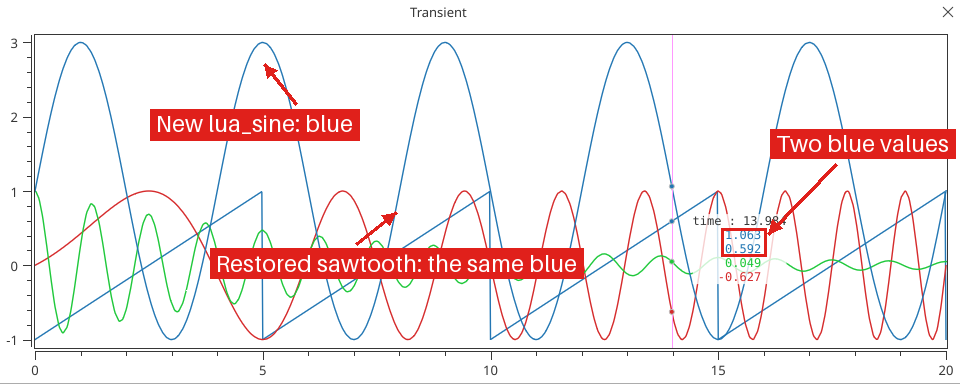 Transient
3
New lua_sine: blue
2
Two blue values
1
time : 13.984
1.063
0.592
Restored sawtooth: the same blue
0
0.049
-0.627
-1
0 5 10 15 20